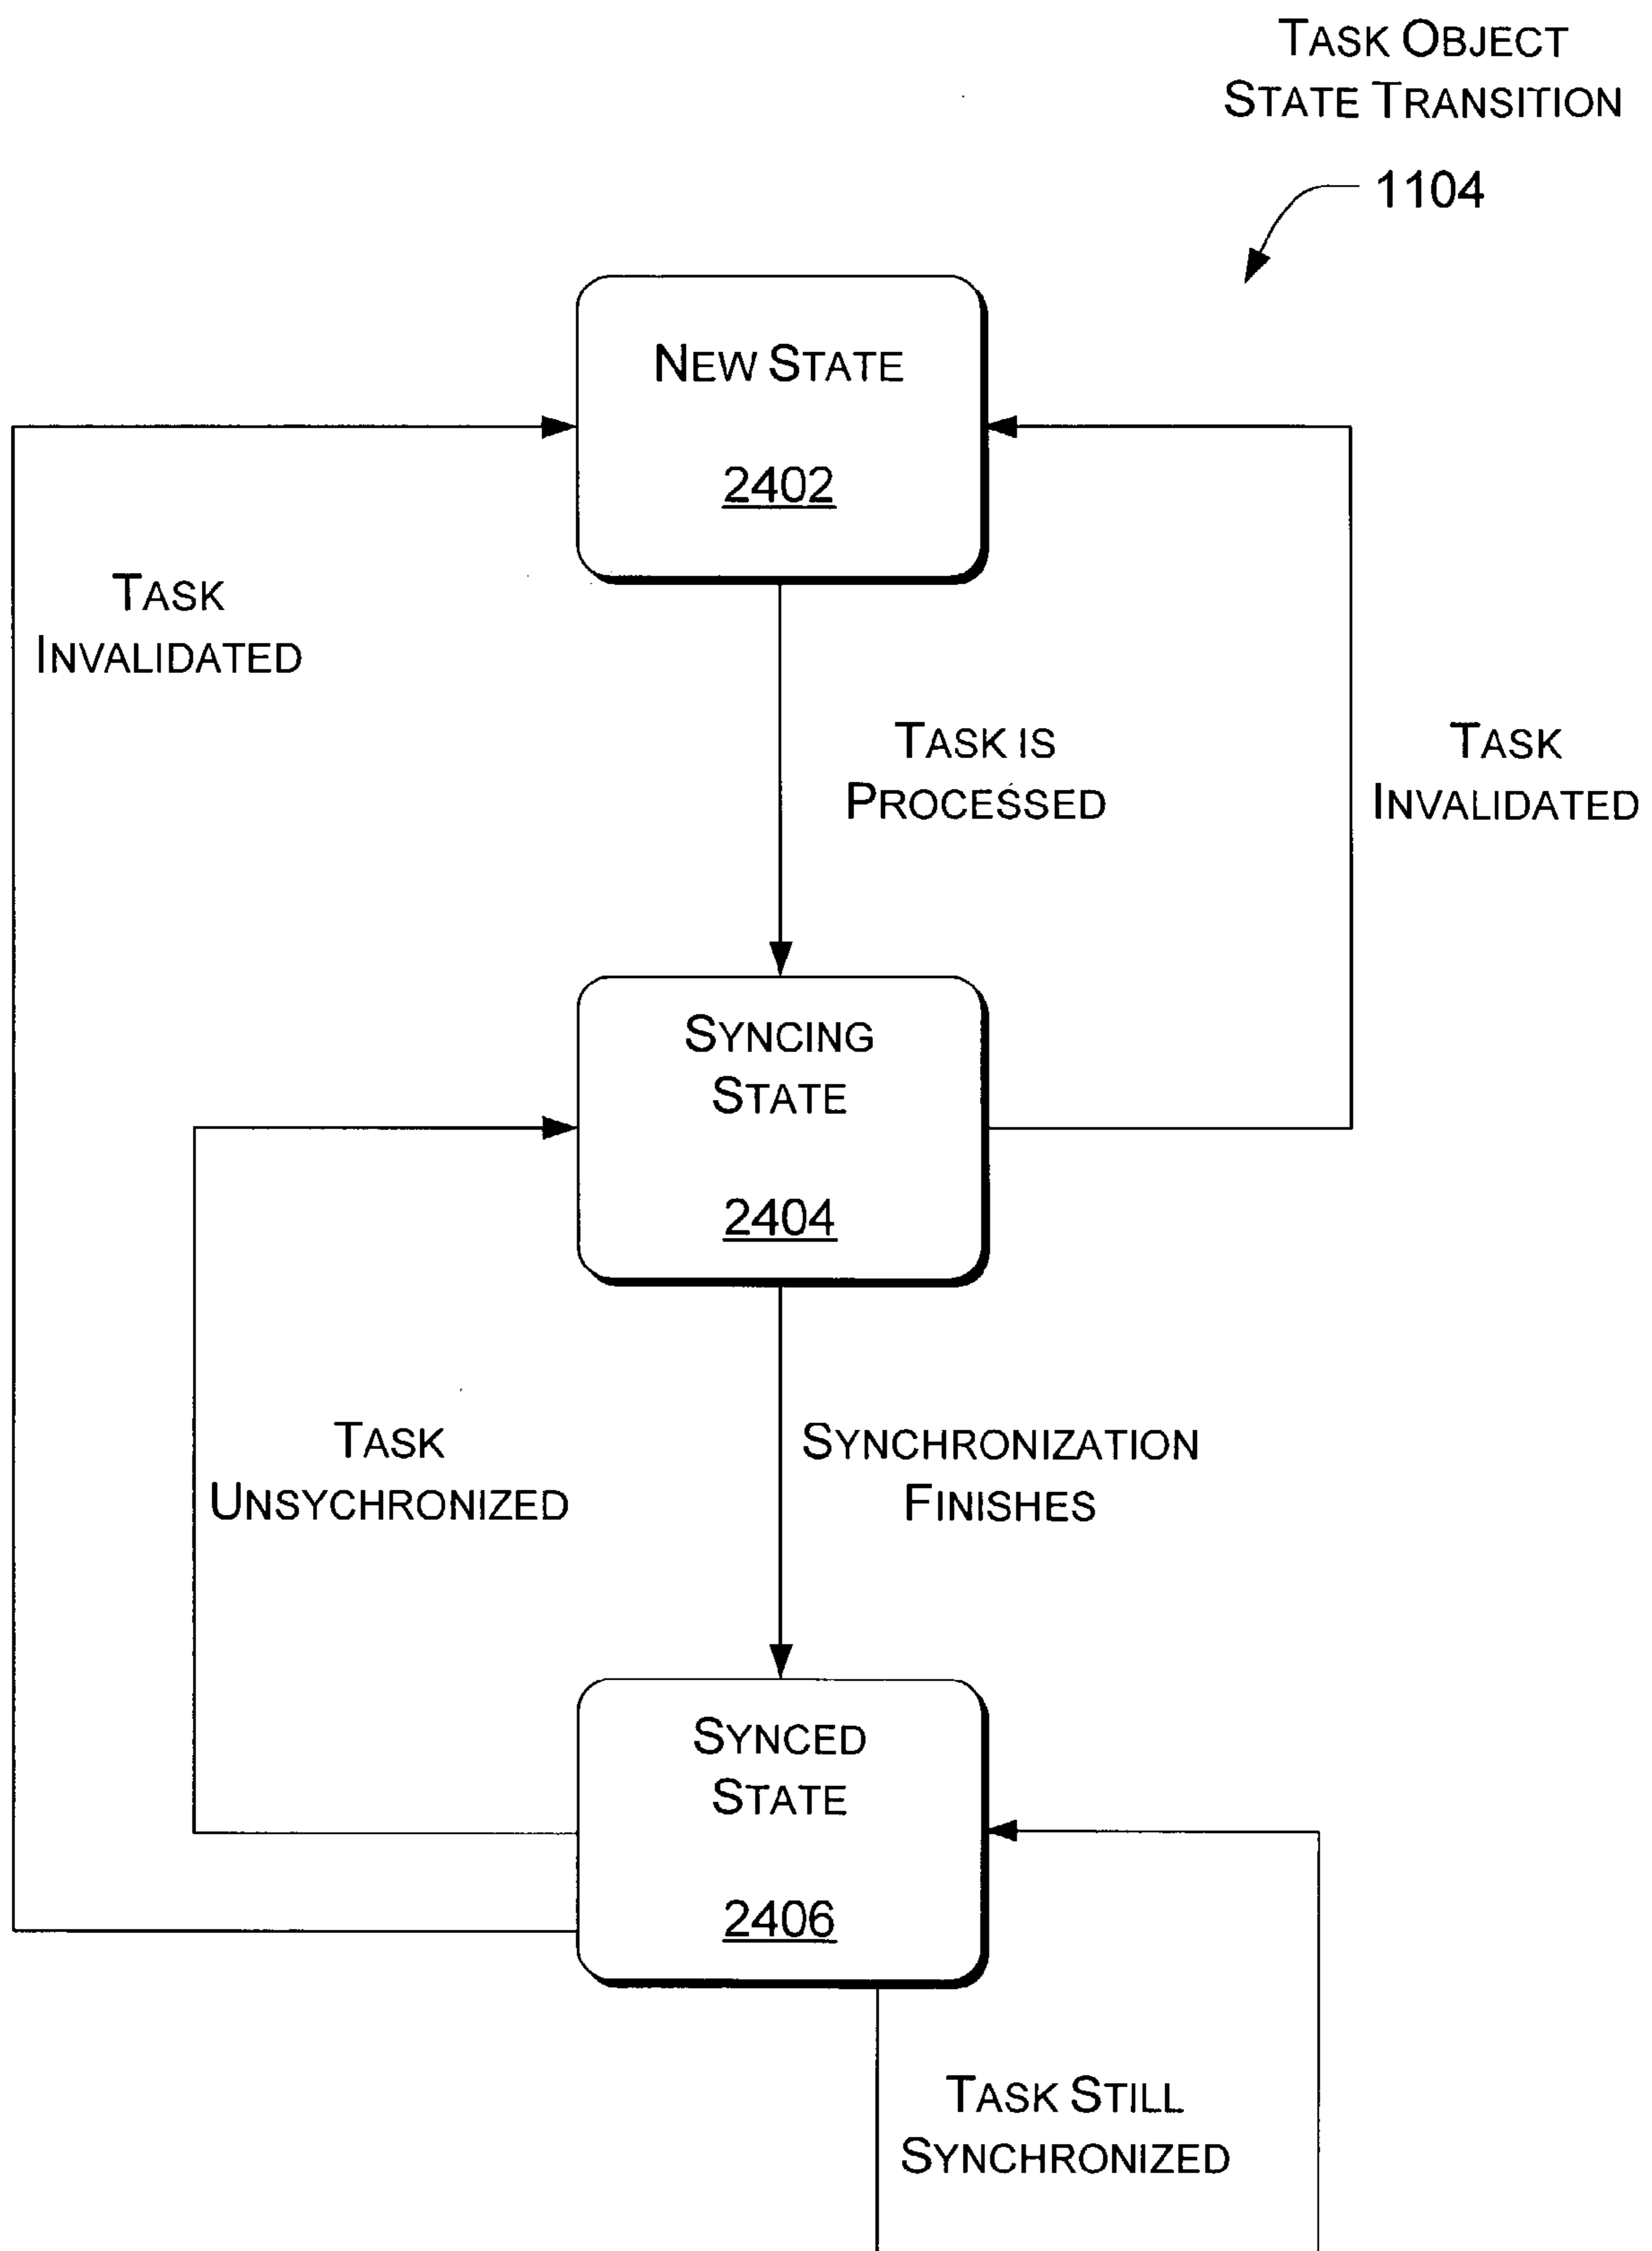 TASK OBJECT
STATE TRANSITION
1104
NEW STATE
2402
TASK
INVALIDATED
TASK IS
PROCESSED
TASK
INVALIDATED
SYNCING
STATE
2404
TASK
UNSYCHRONIZED
SYNCHRONIZATION
FINISHES
SYNCED
STATE
2406
TASK STILL
SYNCHRONIZED